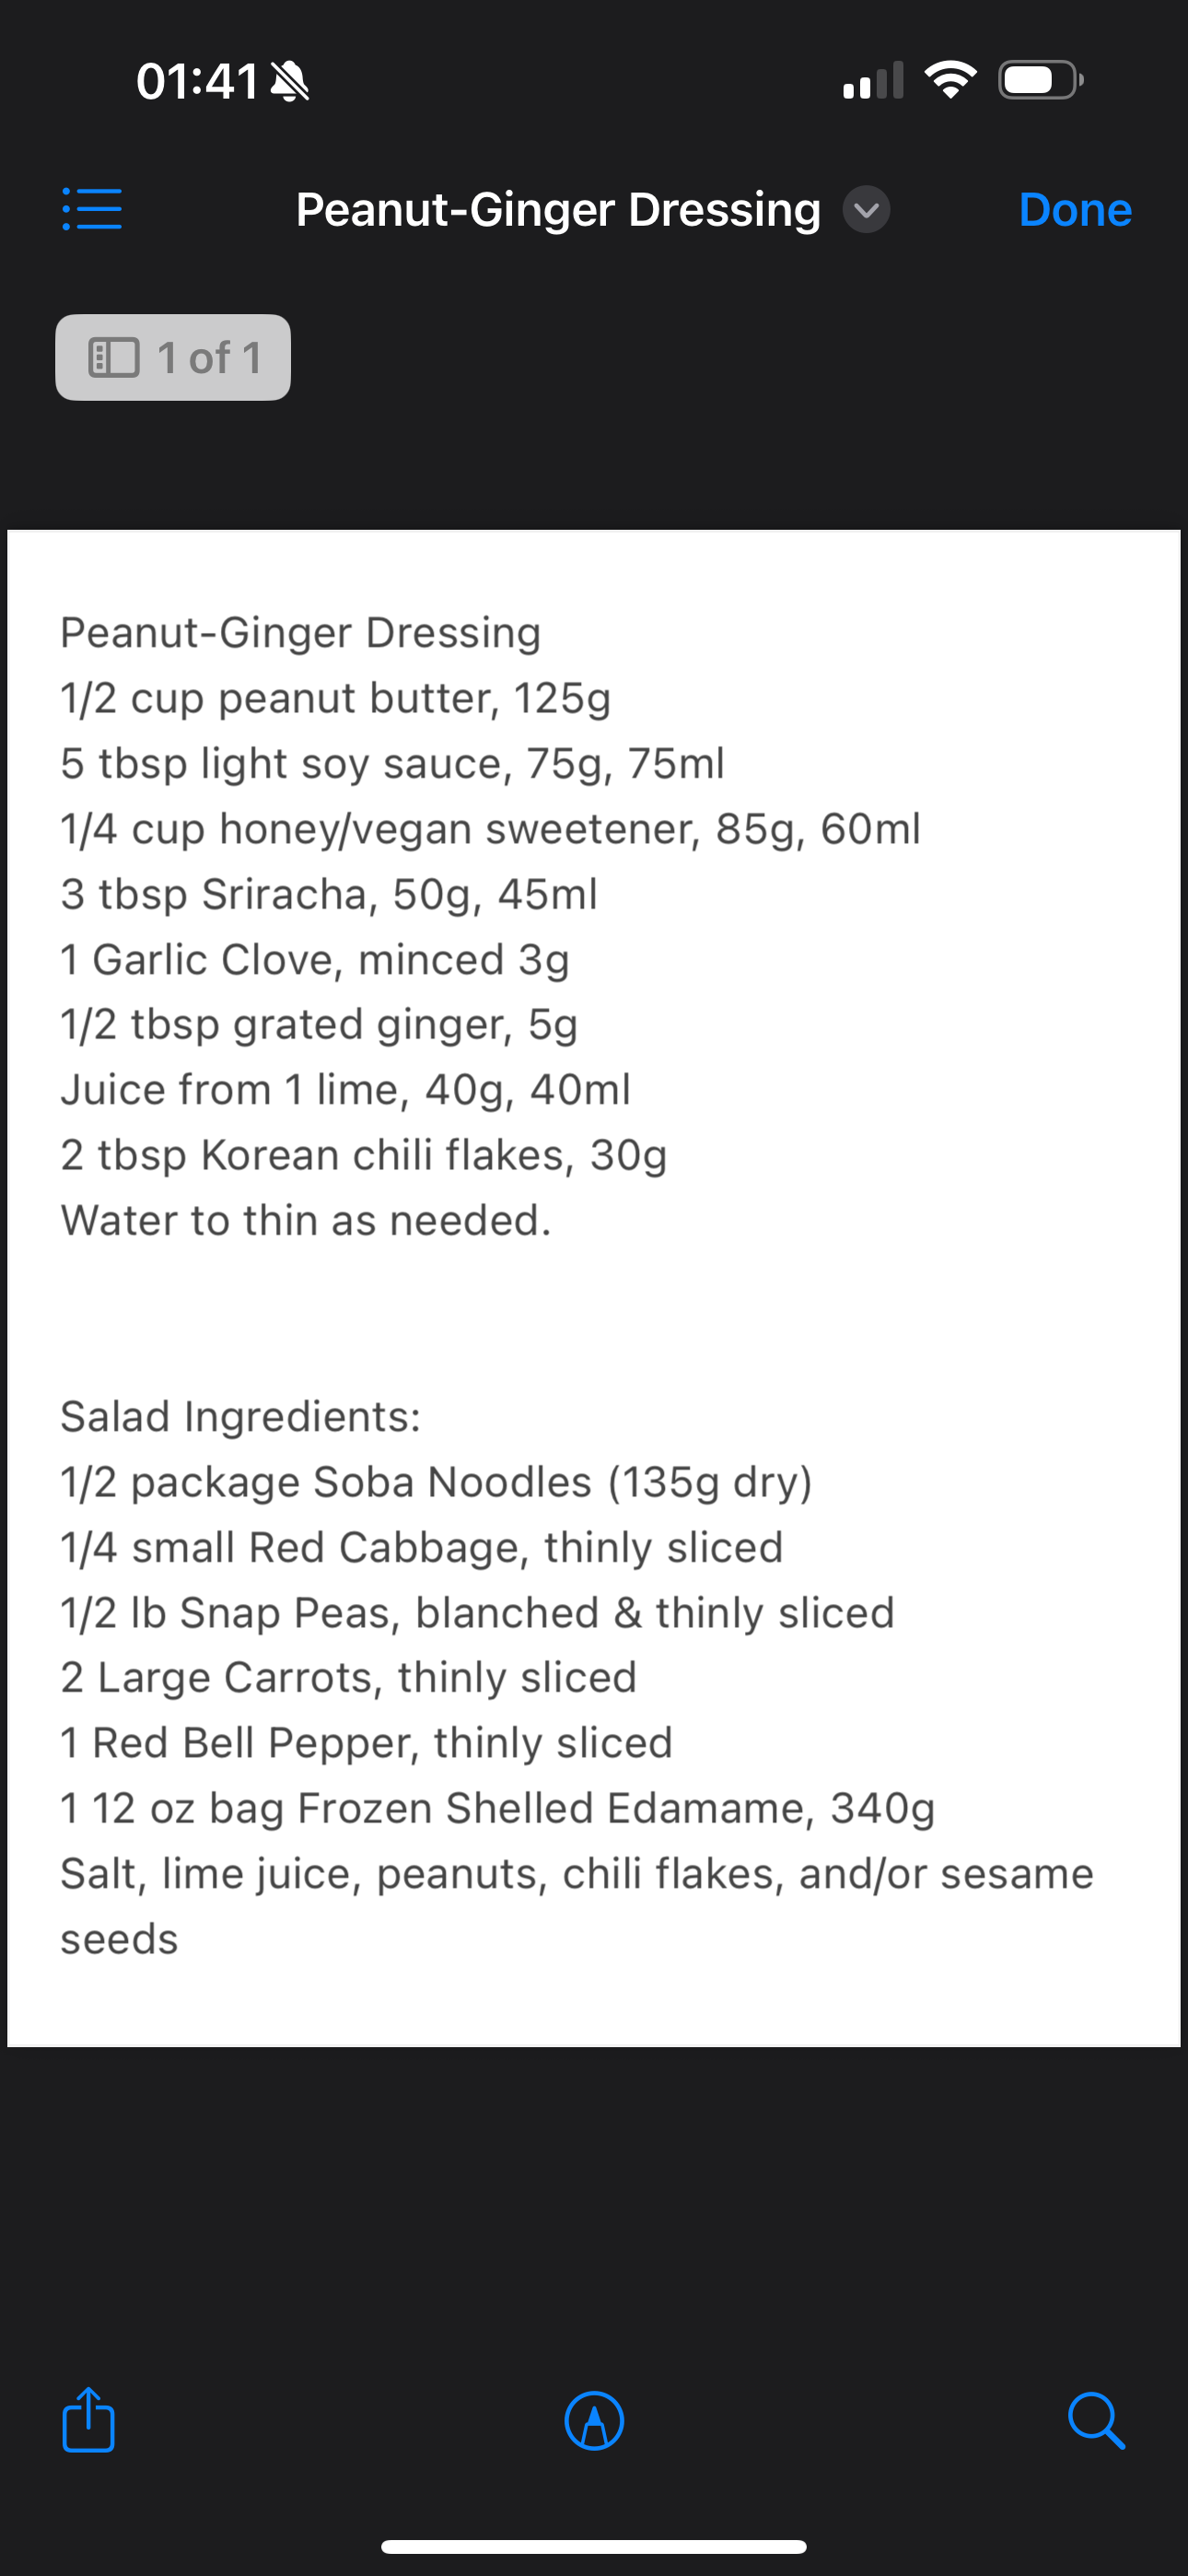 01:41
Peanut-Ginger Dressing
Done
1 of 1
Peanut-Ginger Dressing
1/2 cup peanut butter, 125g
5 tbsp light soy sauce, 75g, 75ml
1/4 cup honey/vegan sweetener, 85g, 60ml
3 tbsp Sriracha, 50g, 45ml
1 Garlic Clove, minced 3g
1/2 tbsp grated ginger, 5g
Juice from 1 lime, 40g, 40ml
2 tbsp Korean chili flakes, 30g
Water to thin as needed.
Salad Ingredients:
1/2 package Soba Noodles (135g dry)
1/4 small Red Cabbage, thinly sliced
1/2 lb Snap Peas, blanched & thinly sliced
2 Large Carrots, thinly sliced
1 Red Bell Pepper, thinly sliced
1 12 oz bag Frozen Shelled Edamame, 340g
Salt, lime juice, peanuts, chili flakes, and/or sesame
seeds